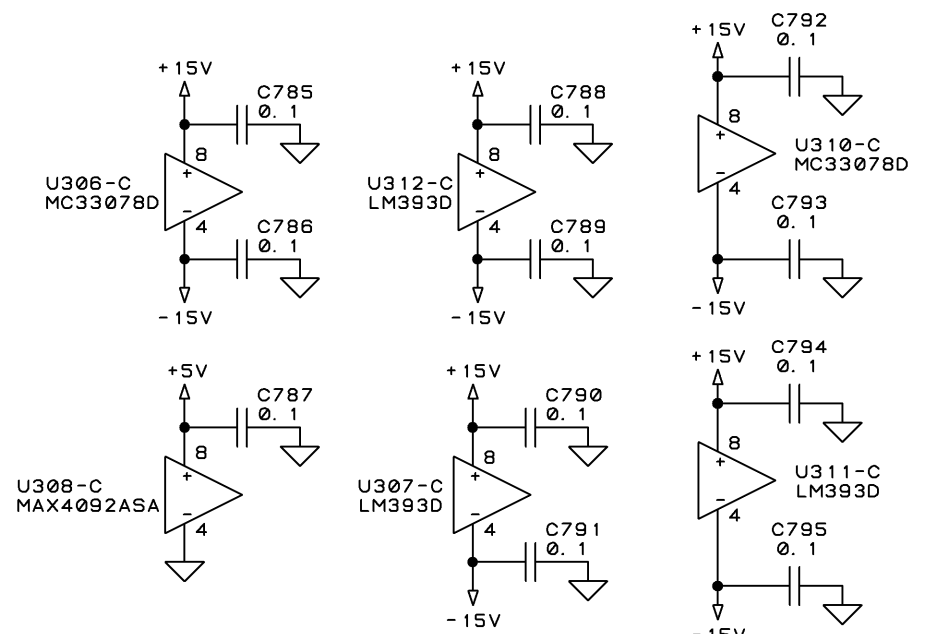 +15V
C785
0.1
8
+
U306-C
MC33078D
-
4
C786
0.1
-15V
+15V
C788
0.1
8
+
U312-C
LM393D
-
4
C789
0.1
-15V
+15V
C792
0.1
8
+
U310-C
MC33078D
-
4
C793
0.1
-15V
+5V
C787
0.1
8
+
U308-C
MAX4092ASA
-
4
+15V
C790
0.1
8
+
U307-C
LM393D
-
4
C791
0.1
-15V
+15V
C794
0.1
8
+
U311-C
LM393D
-
4
C795
0.1
-15V